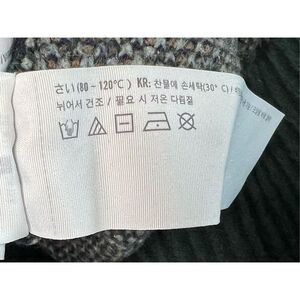 さい(80~120℃) KR: 찬물에 손세탁(30° C) /
뉘어서 건조 / 필요 시 저온 다림질